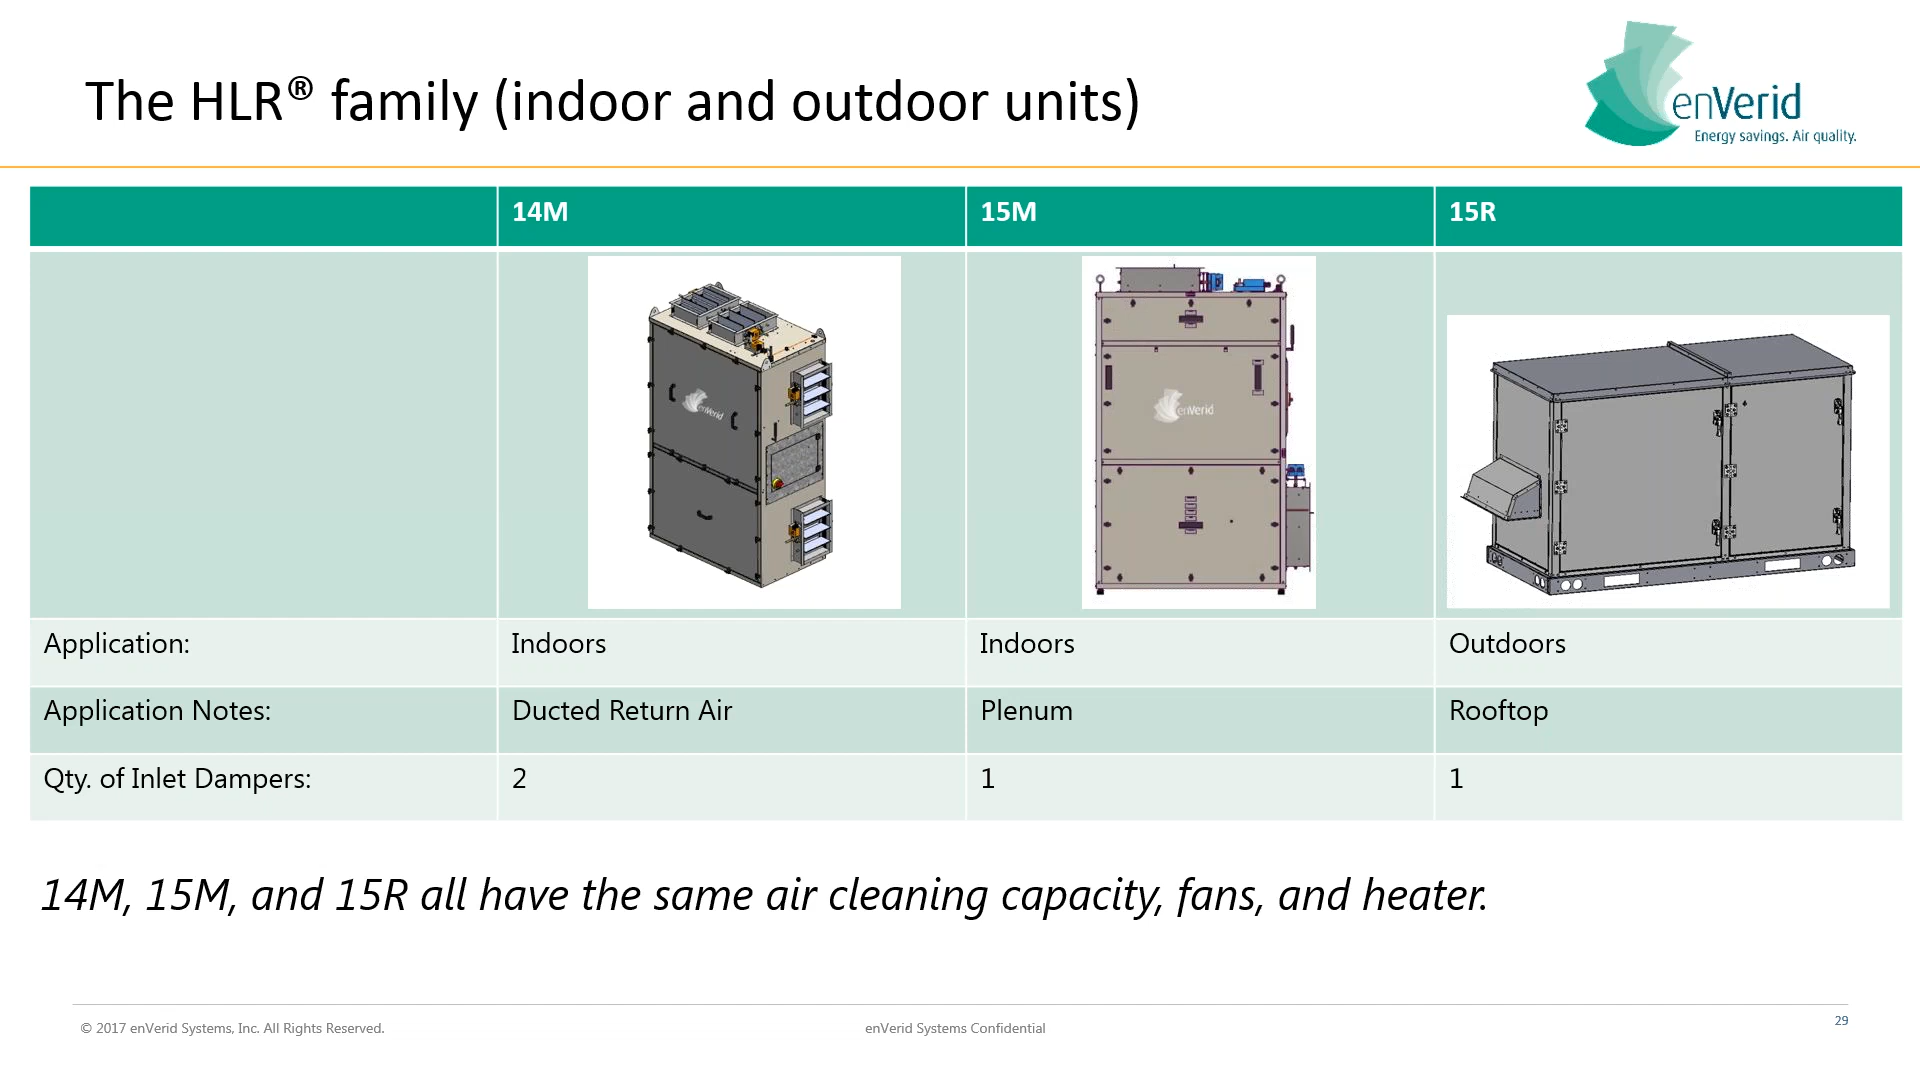 The HLR® family (indoor and outdoor units)
enVerid
Energy savings. Air quality.
14M 15M 15R
enVerid
enVerid
Application: Indoors Indoors Outdoors
Application Notes: Ducted Return Air Plenum Rooftop
Qty. of Inlet Dampers: 2 1 1
14M, 15M, and 15R all have the same air cleaning capacity, fans, and heater.
© 2017 enVerid Systems, Inc. All Rights Reserved.
enVerid Systems Confidential
29